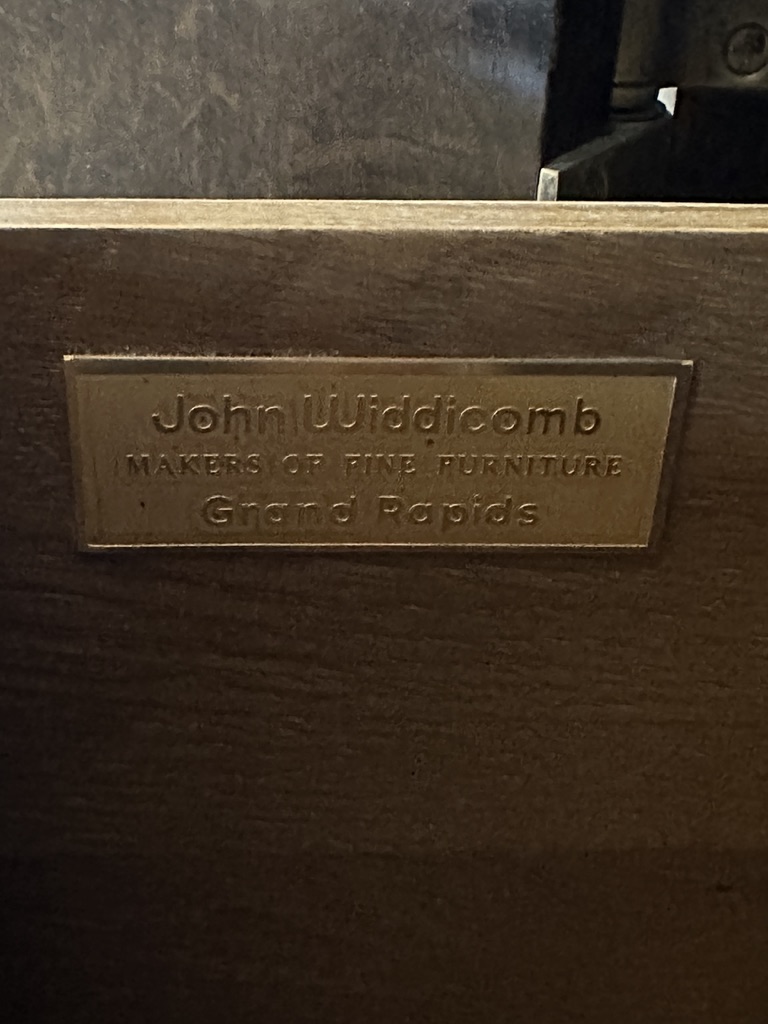 John Widdicomb
MAKERS OF FINE FURNITURE
Grand Rapids